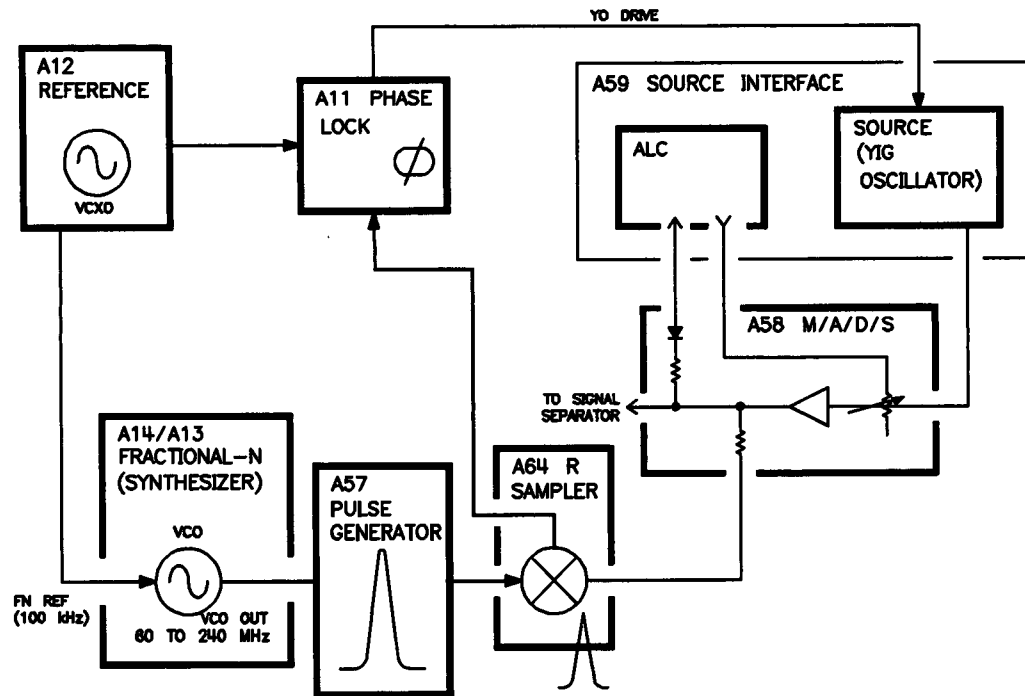 YO DRIVE
A12
REFERENCE
VCXO
A11 PHASE
LOCK
A59 SOURCE INTERFACE
ALC
SOURCE
(YIG
OSCILLATOR)
A58 M/A/D/S
TO SIGNAL
SEPARATOR
A14/A13
FRACTIONAL-N
(SYNTHESIZER)
VCO
VCO OUT
60 TO 240 MHz
FN REF
(100 kHz)
A57
PULSE
GENERATOR
A64 R
SAMPLER